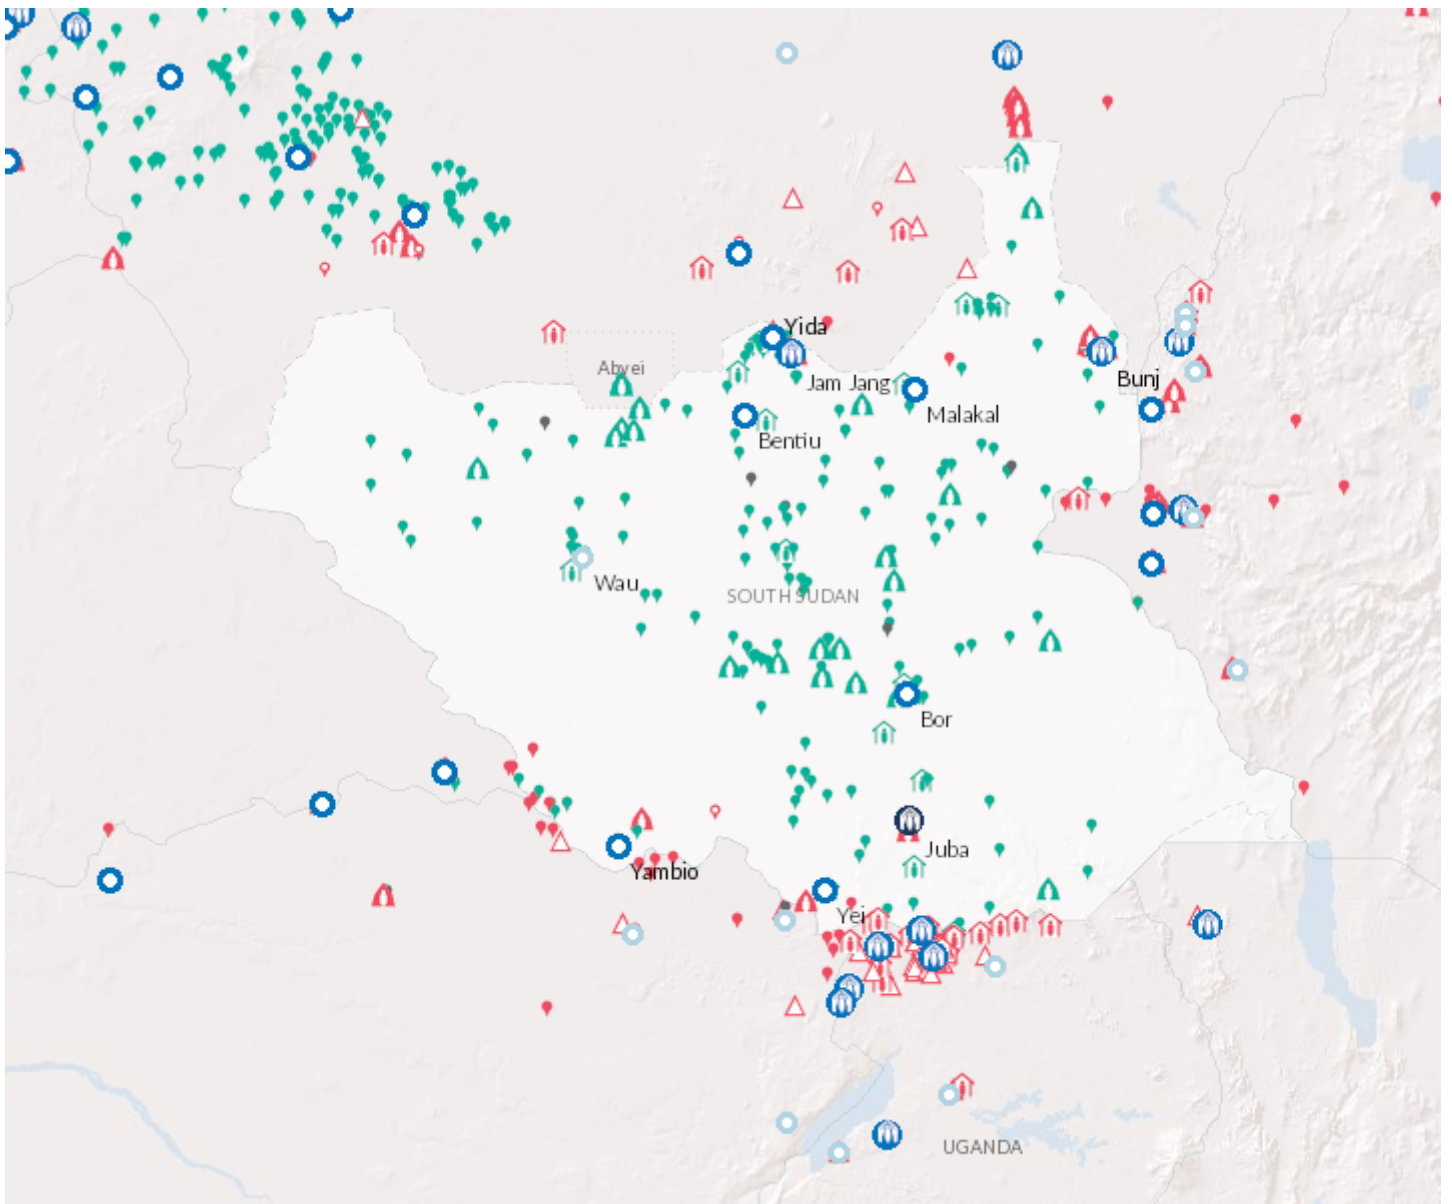 Yida
Abyei
Jam Jang
Bunj
Malakal
Bentiu
Wau
SOUTH SUDAN
Bor
Juba
Yambio
Yei
UGANDA